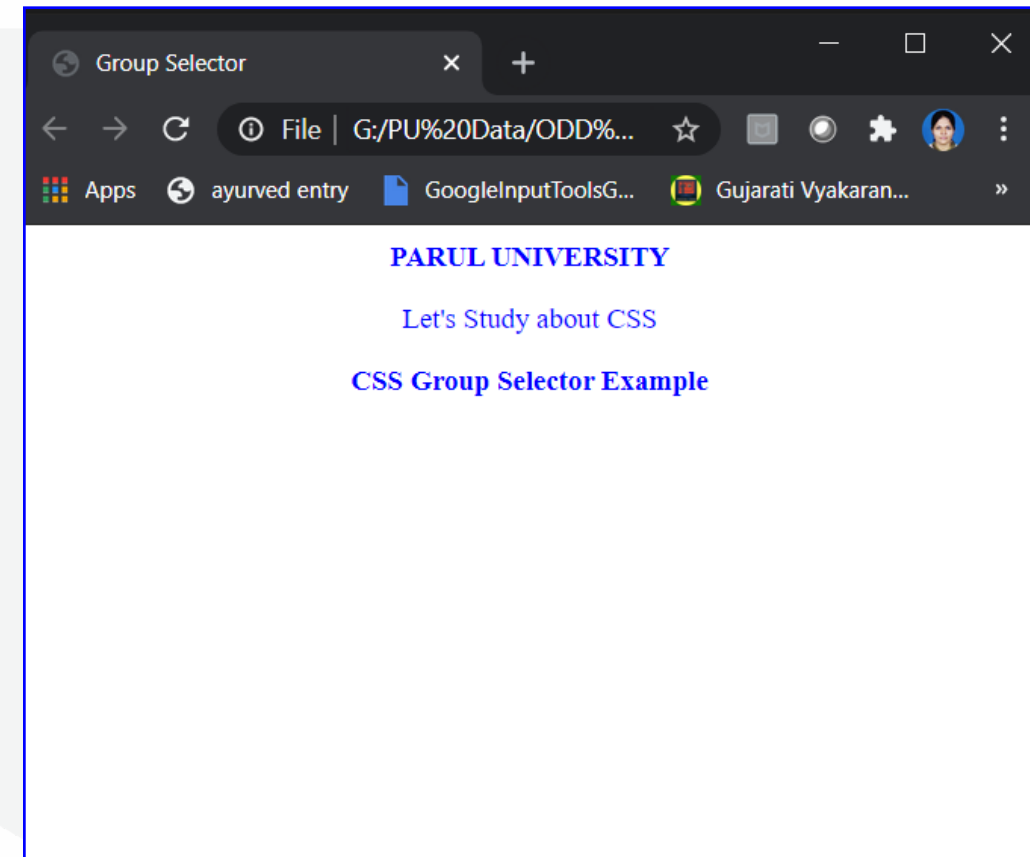 Group Selector
File | G:/PU%20Data/ODD%...
Apps ayurved entry GoogleInputToolsG... Gujarati Vyakaran... »
PARUL UNIVERSITY
Let's Study about CSS
CSS Group Selector Example